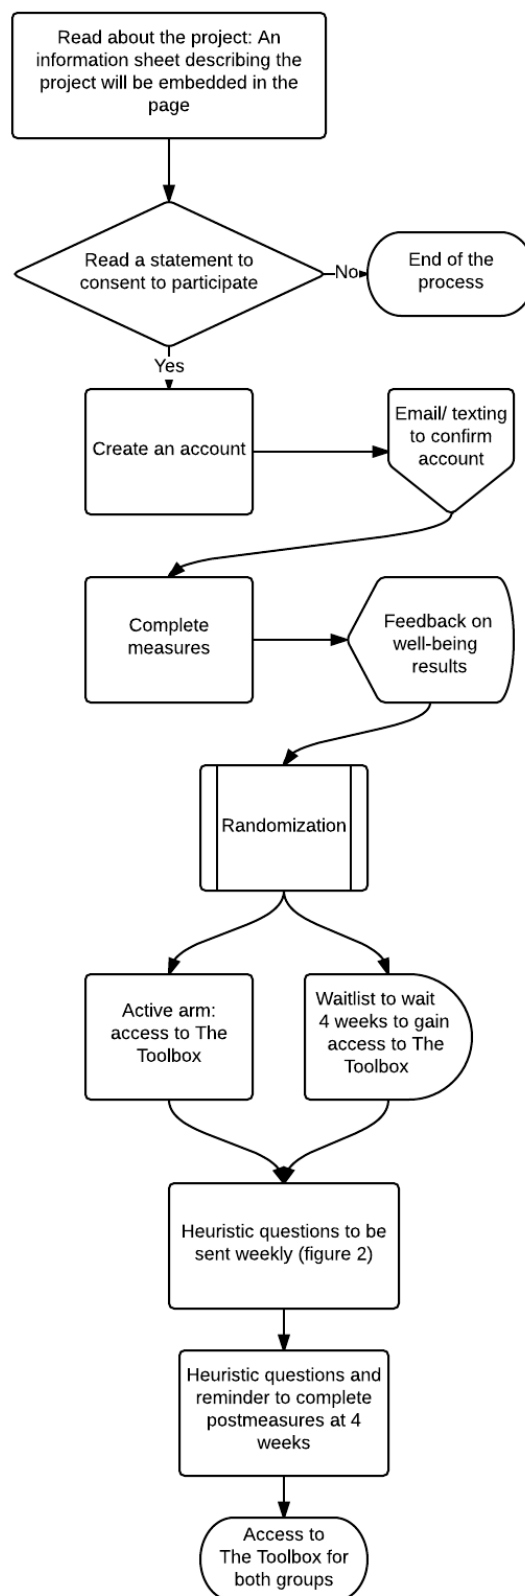 Read about the project: An
information sheet describing the
project will be embedded in the
page
Read a statement to
consent to participate
No
End of the
process
Yes
Create an account
Email/ texting
to confirm
account
Complete
measures
Feedback on
well-being
results
Randomization
Active arm:
access to The
Toolbox
Waitlist to wait
4 weeks to gain
access to The
Toolbox
Heuristic questions to be
sent weekly (figure 2)
Heuristic questions and
reminder to complete
postmeasures at 4
weeks
Access to
The Toolbox for
both groups